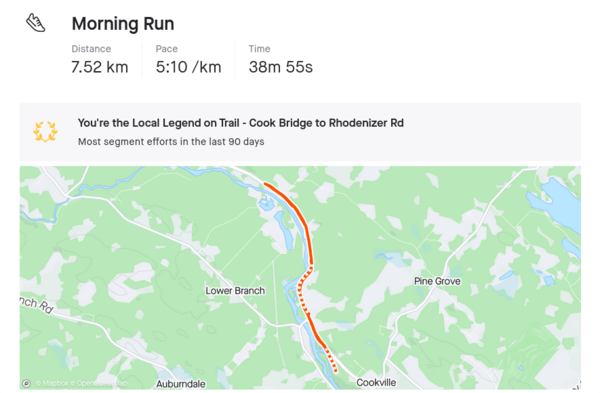 Morning Run
Distance Pace Time
7.52 km 5:10 /km 38m 55s
You're the Local Legend on Trail - Cook Bridge to Rhodenizer Rd
Most segment efforts in the last 90 days
Lower Branch
Pine Grove
nch Rd
© Mapbox © OpenStreetMap
Auburndale
Cookville